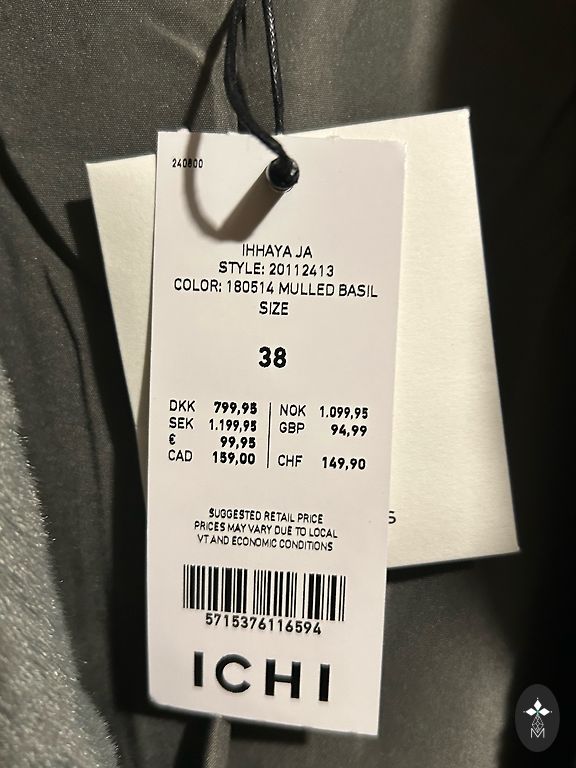 240800
IHHAYA JA
STYLE: 20112413
COLOR: 180514 MULLED BASIL
SIZE
38
DKK 799,95
SEK 1.199,95
€ 99,95
CAD 159,00
NOK 1.099,95
GBP 94,99
CHF 149,90
SUGGESTED RETAIL PRICE
PRICES MAY VARY DUE TO LOCAL
VT AND ECONOMIC CONDITIONS
5715376116594
ICHI
S
M